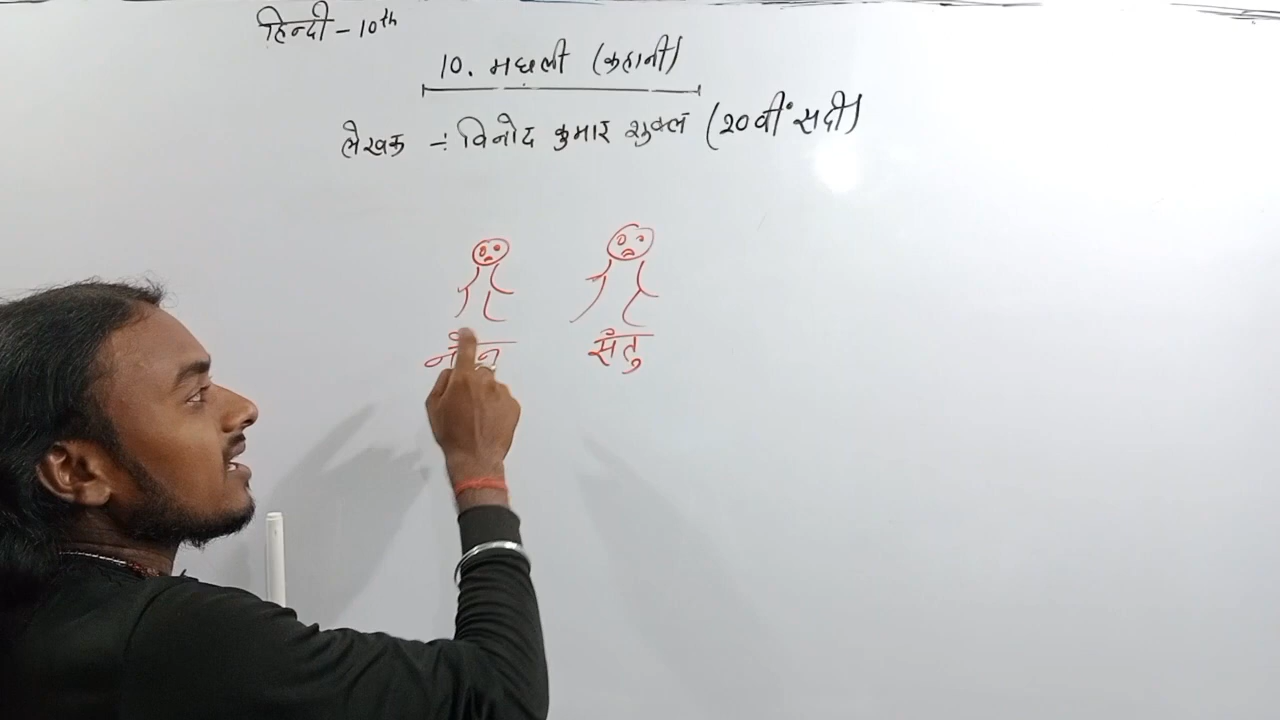 हिन्दी - 10th
10. मछली (कहानी)
लेखक ÷ विनोद कुमार शुक्ल (20वीं सदी)
संतु